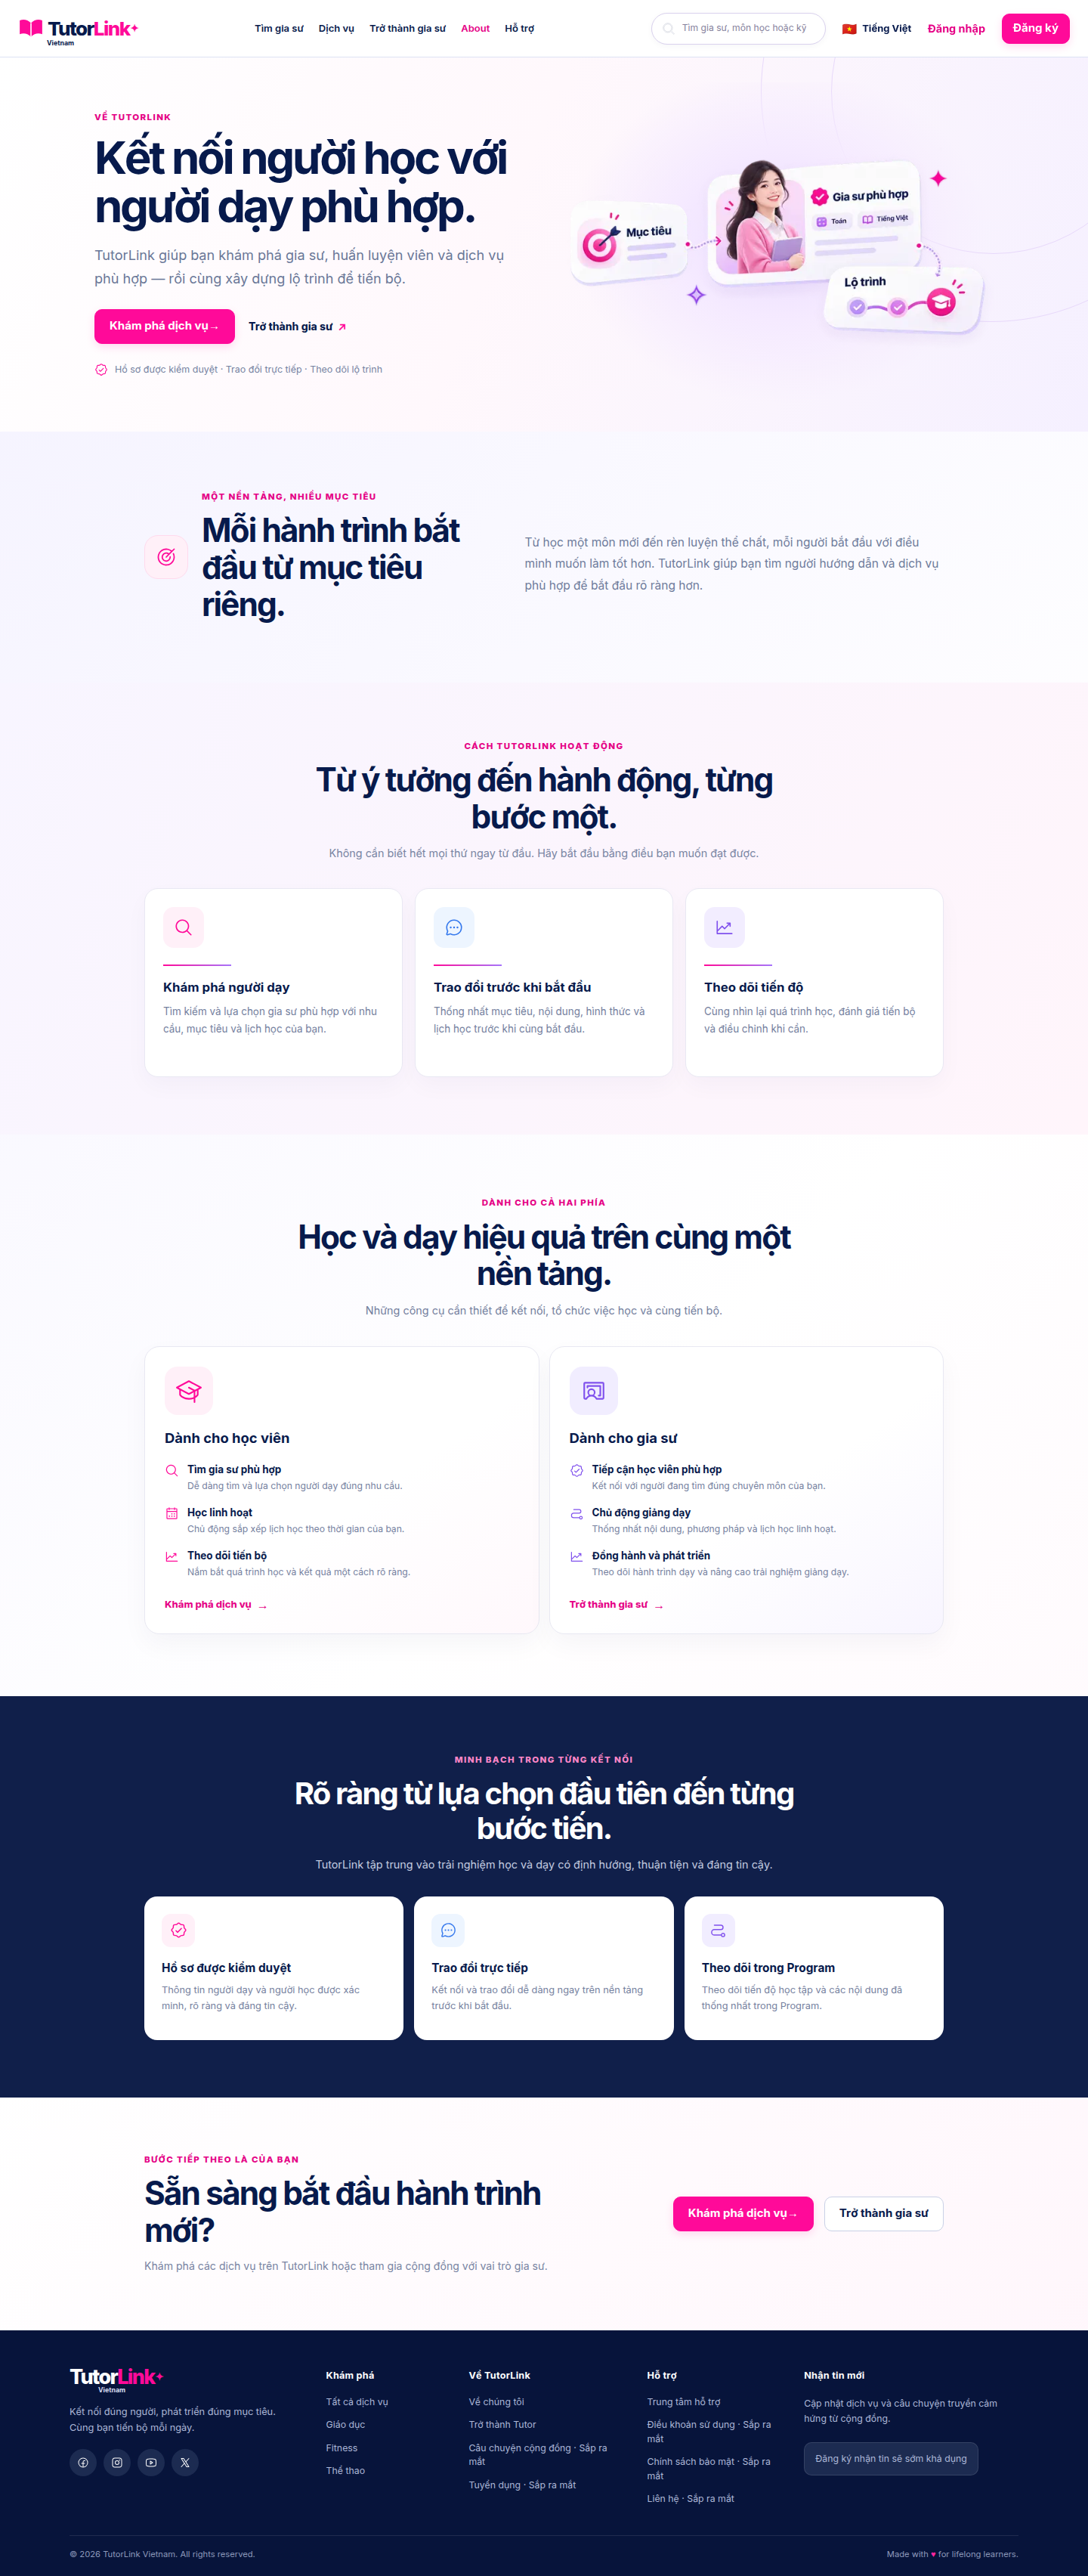 TutorLink
Vietnam
Tìm gia sư
Dịch vụ
Trở thành gia sư
About
Hỗ trợ
Tìm gia sư, môn học hoặc kỹ
Tiếng Việt
Đăng nhập
Đăng ký
VỀ TUTORLINK
Kết nối người học với
người dạy phù hợp.
TutorLink giúp bạn khám phá gia sư, huấn luyện viên và dịch vụ
phù hợp — rồi cùng xây dựng lộ trình để tiến bộ.
Khám phá dịch vụ→
Trở thành gia sư ↗
Hồ sơ được kiểm duyệt · Trao đổi trực tiếp · Theo dõi lộ trình
Mục tiêu
Gia sư phù hợp
Toán
Tiếng Việt
Lộ trình
MỘT NỀN TẢNG, NHIỀU MỤC TIÊU
Mỗi hành trình bắt
đầu từ mục tiêu
riêng.
Từ học một môn mới đến rèn luyện thể chất, mỗi người bắt đầu với điều
mình muốn làm tốt hơn. TutorLink giúp bạn tìm người hướng dẫn và dịch vụ
phù hợp để bắt đầu rõ ràng hơn.
CÁCH TUTORLINK HOẠT ĐỘNG
Từ ý tưởng đến hành động, từng
bước một.
Không cần biết hết mọi thứ ngay từ đầu. Hãy bắt đầu bằng điều bạn muốn đạt được.
Khám phá người dạy
Tìm kiếm và lựa chọn gia sư phù hợp với nhu
cầu, mục tiêu và lịch học của bạn.
Trao đổi trước khi bắt đầu
Thống nhất mục tiêu, nội dung, hình thức và
lịch học trước khi cùng bắt đầu.
Theo dõi tiến độ
Cùng nhìn lại quá trình học, đánh giá tiến bộ
và điều chỉnh khi cần.
DÀNH CHO CẢ HAI PHÍA
Học và dạy hiệu quả trên cùng một
nền tảng.
Những công cụ cần thiết để kết nối, tổ chức việc học và cùng tiến bộ.
Dành cho học viên
Tìm gia sư phù hợp
Dễ dàng tìm và lựa chọn người dạy đúng nhu cầu.
Học linh hoạt
Chủ động sắp xếp lịch học theo thời gian của bạn.
Theo dõi tiến bộ
Nắm bắt quá trình học và kết quả một cách rõ ràng.
Khám phá dịch vụ →
Dành cho gia sư
Tiếp cận học viên phù hợp
Kết nối với người đang tìm đúng chuyên môn của bạn.
Chủ động giảng dạy
Thống nhất nội dung, phương pháp và lịch học linh hoạt.
Đồng hành và phát triển
Theo dõi hành trình dạy và nâng cao trải nghiệm giảng dạy.
Trở thành gia sư →
MINH BẠCH TRONG TỪNG KẾT NỐI
Rõ ràng từ lựa chọn đầu tiên đến từng
bước tiến.
TutorLink tập trung vào trải nghiệm học và dạy có định hướng, thuận tiện và đáng tin cậy.
Hồ sơ được kiểm duyệt
Thông tin người dạy và người học được xác
minh, rõ ràng và đáng tin cậy.
Trao đổi trực tiếp
Kết nối và trao đổi dễ dàng ngay trên nền tảng
trước khi bắt đầu.
Theo dõi trong Program
Theo dõi tiến độ học tập và các nội dung đã
thống nhất trong Program.
BƯỚC TIẾP THEO LÀ CỦA BẠN
Sẵn sàng bắt đầu hành trình
mới?
Khám phá các dịch vụ trên TutorLink hoặc tham gia cộng đồng với vai trò gia sư.
Khám phá dịch vụ→
Trở thành gia sư
TutorLink
Vietnam
Kết nối đúng người, phát triển đúng mục tiêu.
Cùng bạn tiến bộ mỗi ngày.
Khám phá
Tất cả dịch vụ
Giáo dục
Fitness
Thể thao
Về TutorLink
Về chúng tôi
Trở thành Tutor
Câu chuyện cộng đồng · Sắp ra
mắt
Tuyển dụng · Sắp ra mắt
Hỗ trợ
Trung tâm hỗ trợ
Điều khoản sử dụng · Sắp ra
mắt
Chính sách bảo mật · Sắp ra
mắt
Liên hệ · Sắp ra mắt
Nhận tin mới
Cập nhật dịch vụ và câu chuyện truyền cảm
hứng từ cộng đồng.
Đăng ký nhận tin sẽ sớm khả dụng
© 2026 TutorLink Vietnam. All rights reserved.
Made with ♥ for lifelong learners.